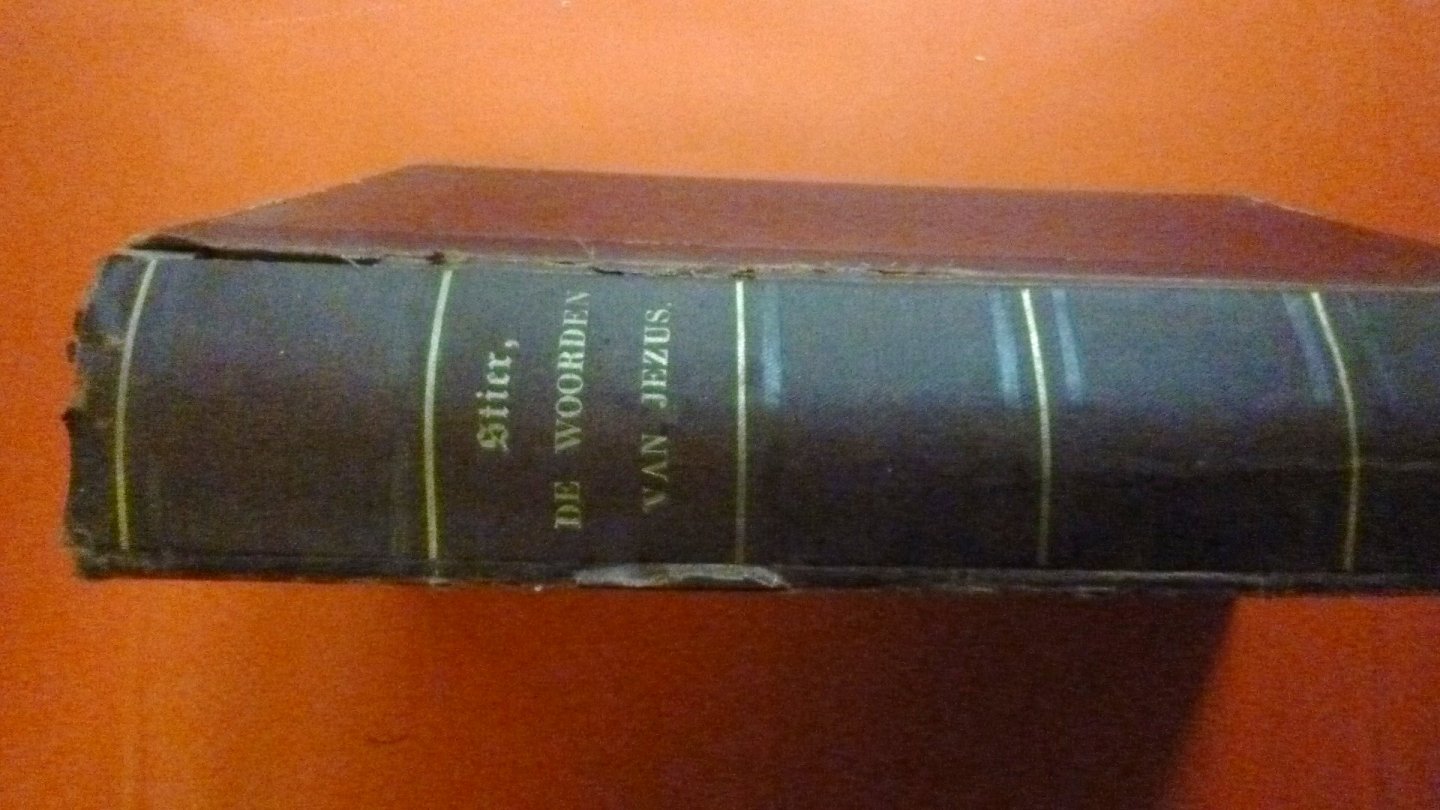 Stier,
DE WOORDEN
VAN JEZUS.